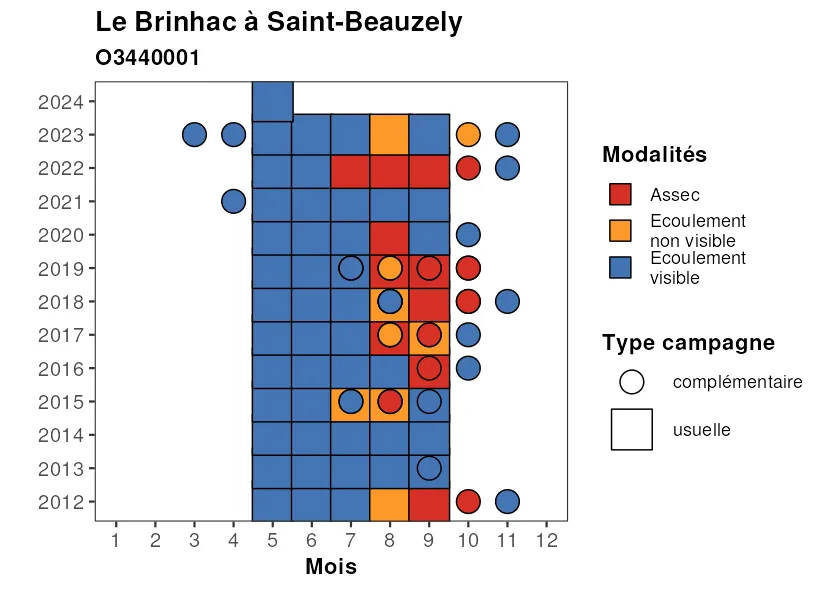 Le Brinhac à Saint-Beauzely
O3440001
2024
2023
2022
2021
2020
2019
2018
2017
2016
2015
2014
2013
2012
1 2 3 4 5 6 7 8 9 10 11 12
Mois
Modalités
Assec
Ecoulement
non visible
Ecoulement
visible
Type campagne
complémentaire
usuelle